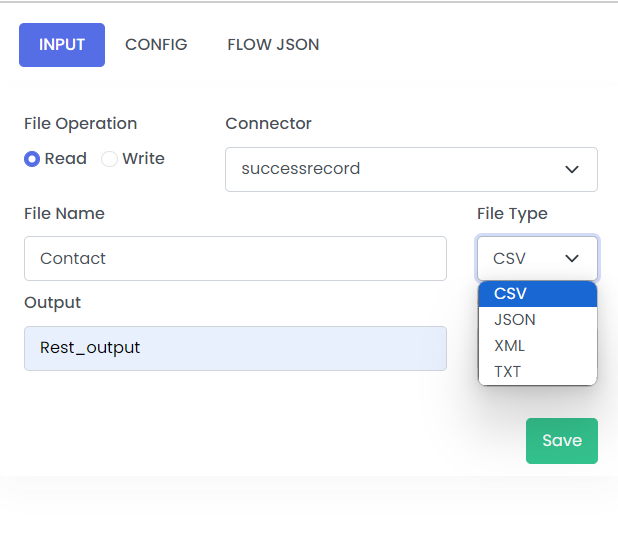 INPUT CONFIG FLOW JSON
File Operation Connector
Read Write successrecord
File Name File Type
Contact CSV
CSV
Output
JSON
Rest_output XML
TXT
Save